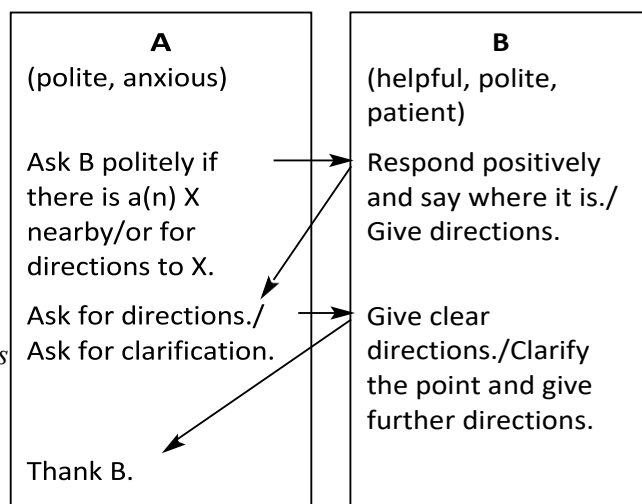 A
(polite, anxious)
Ask B politely if
there is a(n) X
nearby/or for
directions to X.
Ask for directions./
Ask for clarification.
Thank B.
B
(helpful, polite,
patient)
Respond positively
and say where it is./
Give directions.
Give clear
directions./Clarify
the point and give
further directions.
s